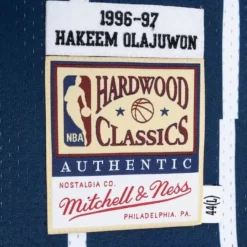 1996-97
HAKEEM OLAJUWON
HARDWOOD
NBA
CLASSICS
AUTHENTIC
NOSTALGIA CO.
Mitchell & Ness
PHILADELPHIA, PA.
44(L)